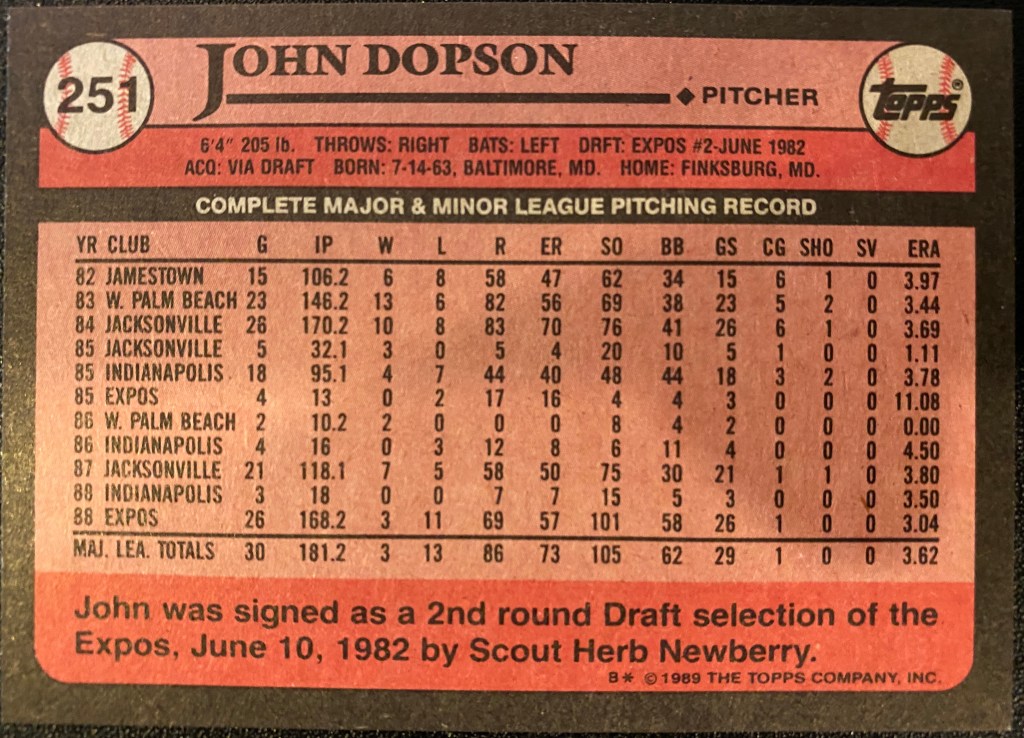 251
JOHN DOPSON
PITCHER
Topps®
6'4" 205 lb. THROWS: RIGHT BATS: LEFT DRFT: EXPOS #2-JUNE 1982
ACQ: VIA DRAFT BORN: 7-14-63, BALTIMORE, MD. HOME: FINKSBURG, MD.
COMPLETE MAJOR & MINOR LEAGUE PITCHING RECORD
YR CLUB G IP W L R ER SO BB GS CG SHO SV ERA
82 JAMESTOWN 15 106.2 6 8 58 47 62 34 15 6 1 0 3.97
83 W. PALM BEACH 23 146.2 13 6 82 56 69 38 23 5 2 0 3.44
84 JACKSONVILLE 26 170.2 10 8 83 70 76 41 26 6 1 0 3.69
85 JACKSONVILLE 5 32.1 3 0 5 4 20 10 5 1 0 0 1.11
85 INDIANAPOLIS 18 95.1 4 7 44 40 48 44 18 3 2 0 3.78
85 EXPOS 4 13 0 2 17 16 4 4 3 0 0 0 11.08
86 W. PALM BEACH 2 10.2 2 0 0 0 8 4 2 0 0 0 0.00
86 INDIANAPOLIS 4 16 0 3 12 8 6 11 4 0 0 0 4.50
87 JACKSONVILLE 21 118.1 7 5 58 50 75 30 21 1 1 0 3.80
88 INDIANAPOLIS 3 18 0 0 7 7 15 5 3 0 0 0 3.50
88 EXPOS 26 168.2 3 11 69 57 101 58 26 1 0 0 3.04
MAJ. LEA. TOTALS 30 181.2 3 13 86 73 105 62 29 1 0 0 3.62
John was signed as a 2nd round Draft selection of the
Expos, June 10, 1982 by Scout Herb Newberry.
B* © 1989 THE TOPPS COMPANY, INC.